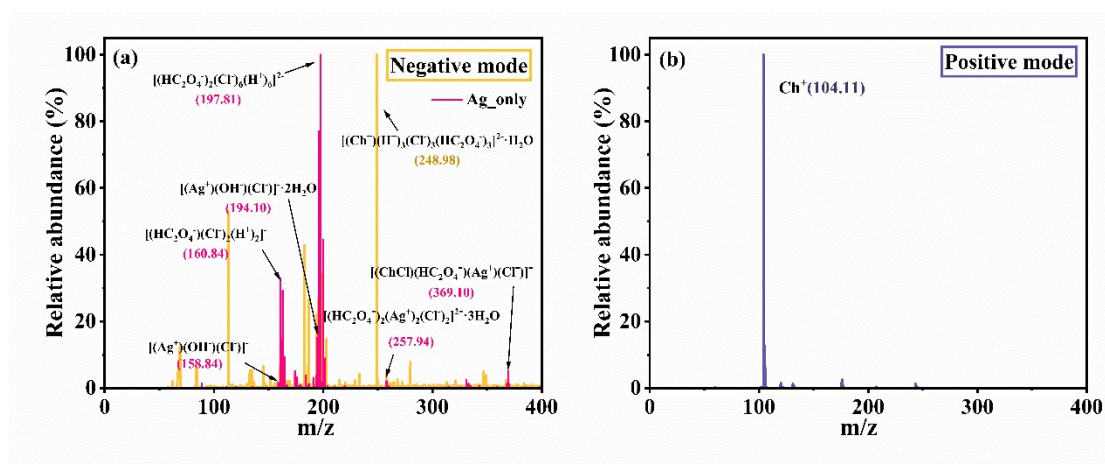 (a)
Negative mode
Ag_only
[(HC₂O₄⁻)₂(Cl⁻)₆(H⁺)₆]²⁻
(197.81)
[(Ch⁺)(H⁺)₃(Cl⁻)₃(HC₂O₄⁻)₃]²⁻·H₂O
(248.98)
[(Ag⁺)(OH⁻)(Cl⁻)]⁻·2H₂O
(194.10)
[(HC₂O₄⁻)(Cl⁻)₂(H⁺)₂]⁻
(160.84)
[(ChCl)(HC₂O₄⁻)(Ag⁺)(Cl⁻)]⁻
(369.10)
[(HC₂O₄⁻)₂(Ag⁺)₂(Cl⁻)₂]²⁻·3H₂O
(257.94)
[(Ag⁺)(OH⁻)(Cl⁻)]⁻
(158.84)
Relative abundance (%)
100
80
60
40
20
0
0
100
200
300
400
m/z
(b)
Positive mode
Ch⁺(104.11)
Relative abundance (%)
100
80
60
40
20
0
0
100
200
300
400
m/z